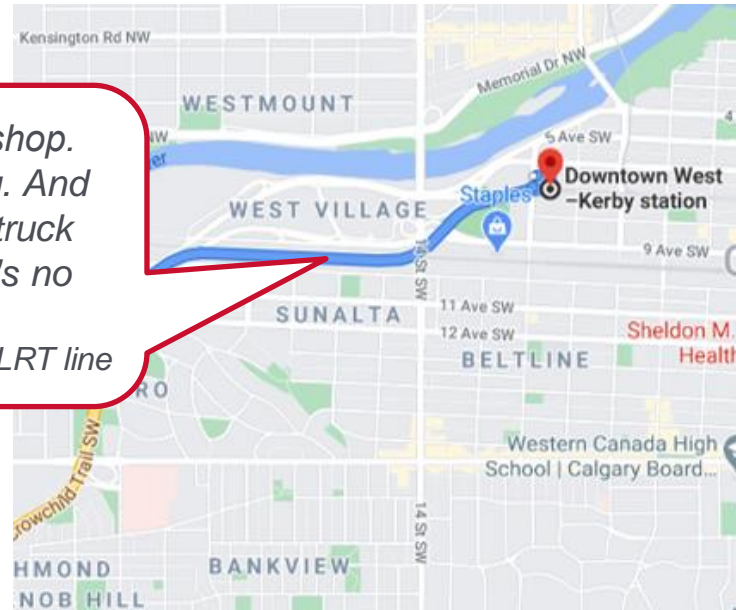 Kensington Rd NW
Memorial Dr NW
WESTMOUNT
shop.
NW
5 Ave SW
4
And
Downtown West
–Kerby station
truck
WEST VILLAGE
Staples
's no
14 St SW
9 Ave SW
SUNALTA
11 Ave SW
12 Ave SW
Sheldon M.
Health
LRT line
BELTLINE
RO
Western Canada High
School | Calgary Board...
Crowchild Trail SW
14 St SW
HMOND
BANKVIEW
NOB HILL